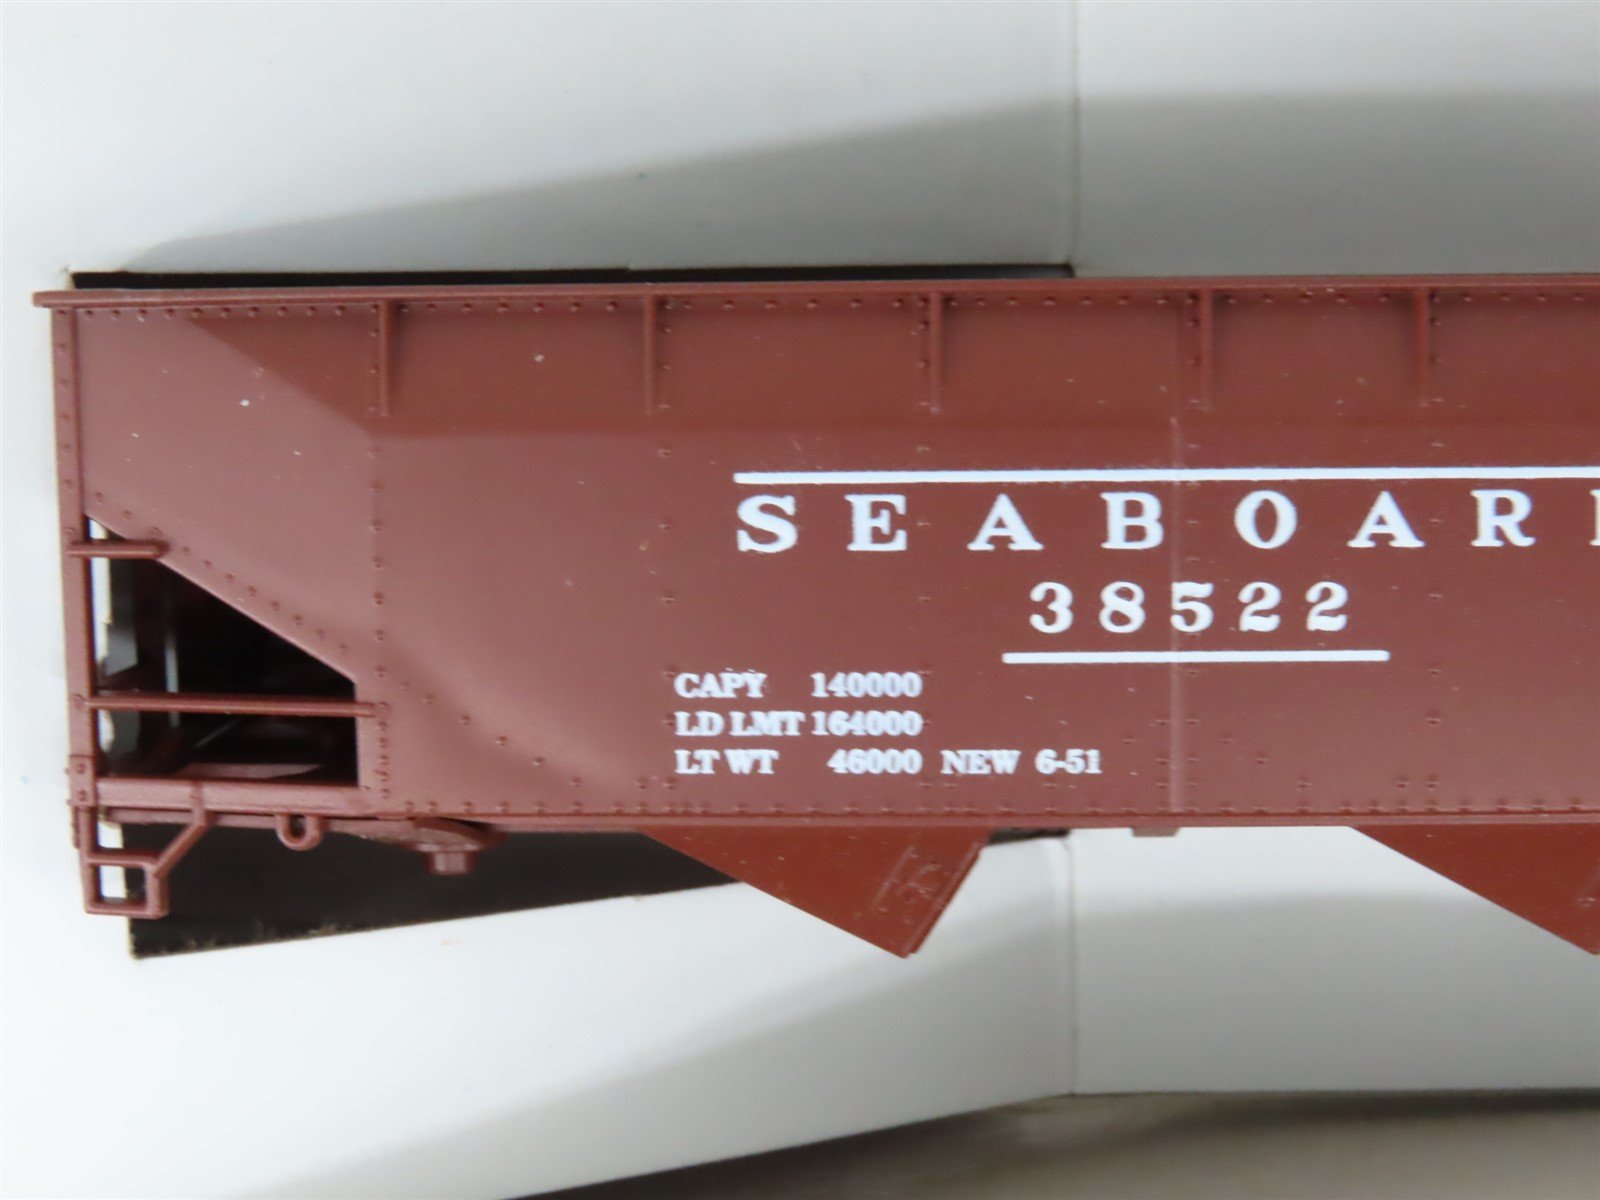 SEABOAR
38522
CAPY 140000
LD LMT 164000
LT WT 46000 NEW 6-51